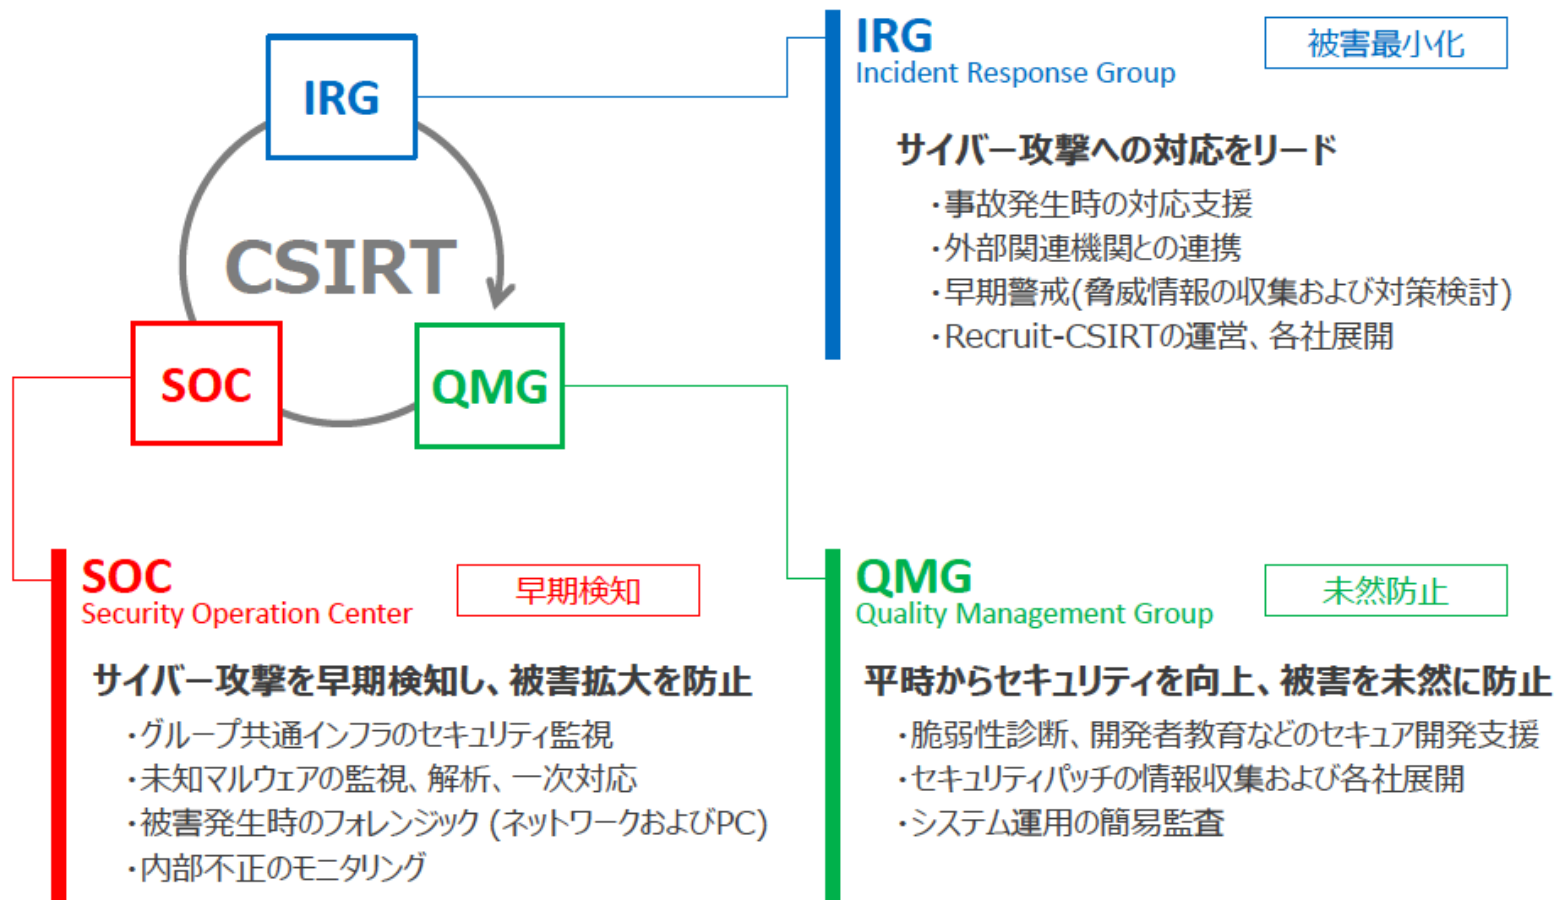 IRG
CSIRT
SOC
QMG
IRG
Incident Response Group
被害最小化
サイバー攻撃への対応をリード
・事故発生時の対応支援
・外部関連機関との連携
・早期警戒(脅威情報の収集および対策検討)
・Recruit-CSIRTの運営、各社展開
SOC
Security Operation Center
早期検知
サイバー攻撃を早期検知し、被害拡大を防止
・グループ共通インフラのセキュリティ監視
・未知マルウェアの監視、解析、一次対応
・被害発生時のフォレンジック (ネットワークおよびPC)
・内部不正のモニタリング
QMG
Quality Management Group
未然防止
平時からセキュリティを向上、被害を未然に防止
・脆弱性診断、開発者教育などのセキュア開発支援
・セキュリティパッチの情報収集および各社展開
・システム運用の簡易監査